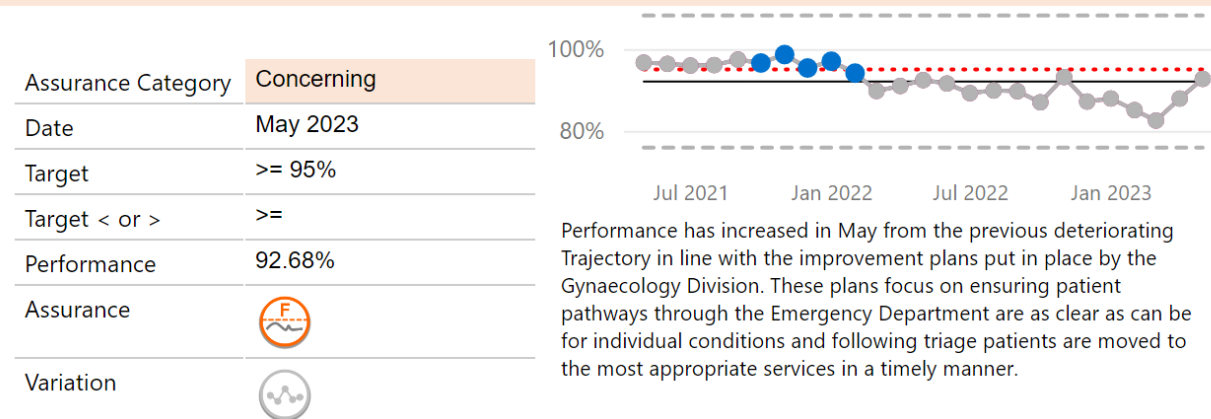 Assurance Category Concerning
Date May 2023
Target >= 95%
Target < or > >=
Performance 92.68%
Assurance F
Variation
100%
80%
Jul 2021 Jan 2022 Jul 2022 Jan 2023
Performance has increased in May from the previous deteriorating
Trajectory in line with the improvement plans put in place by the
Gynaecology Division. These plans focus on ensuring patient
pathways through the Emergency Department are as clear as can be
for individual conditions and following triage patients are moved to
the most appropriate services in a timely manner.